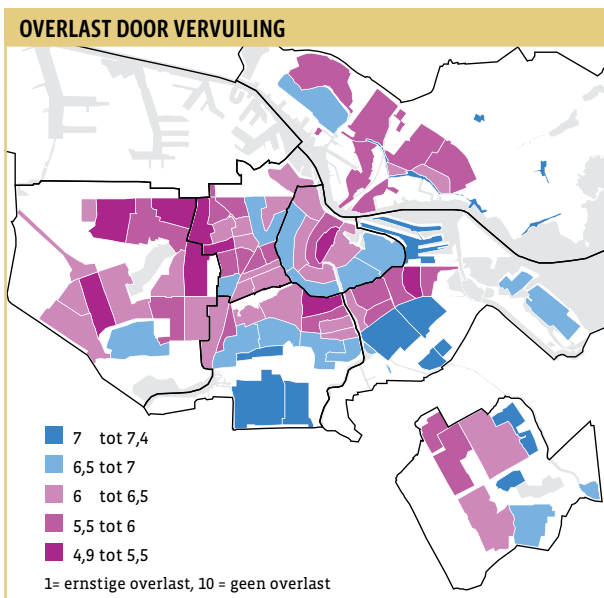 OVERLAST DOOR VERVUILING
7 tot 7,4
6,5 tot 7
6 tot 6,5
5,5 tot 6
4,9 tot 5,5
1= ernstige overlast, 10 = geen overlast